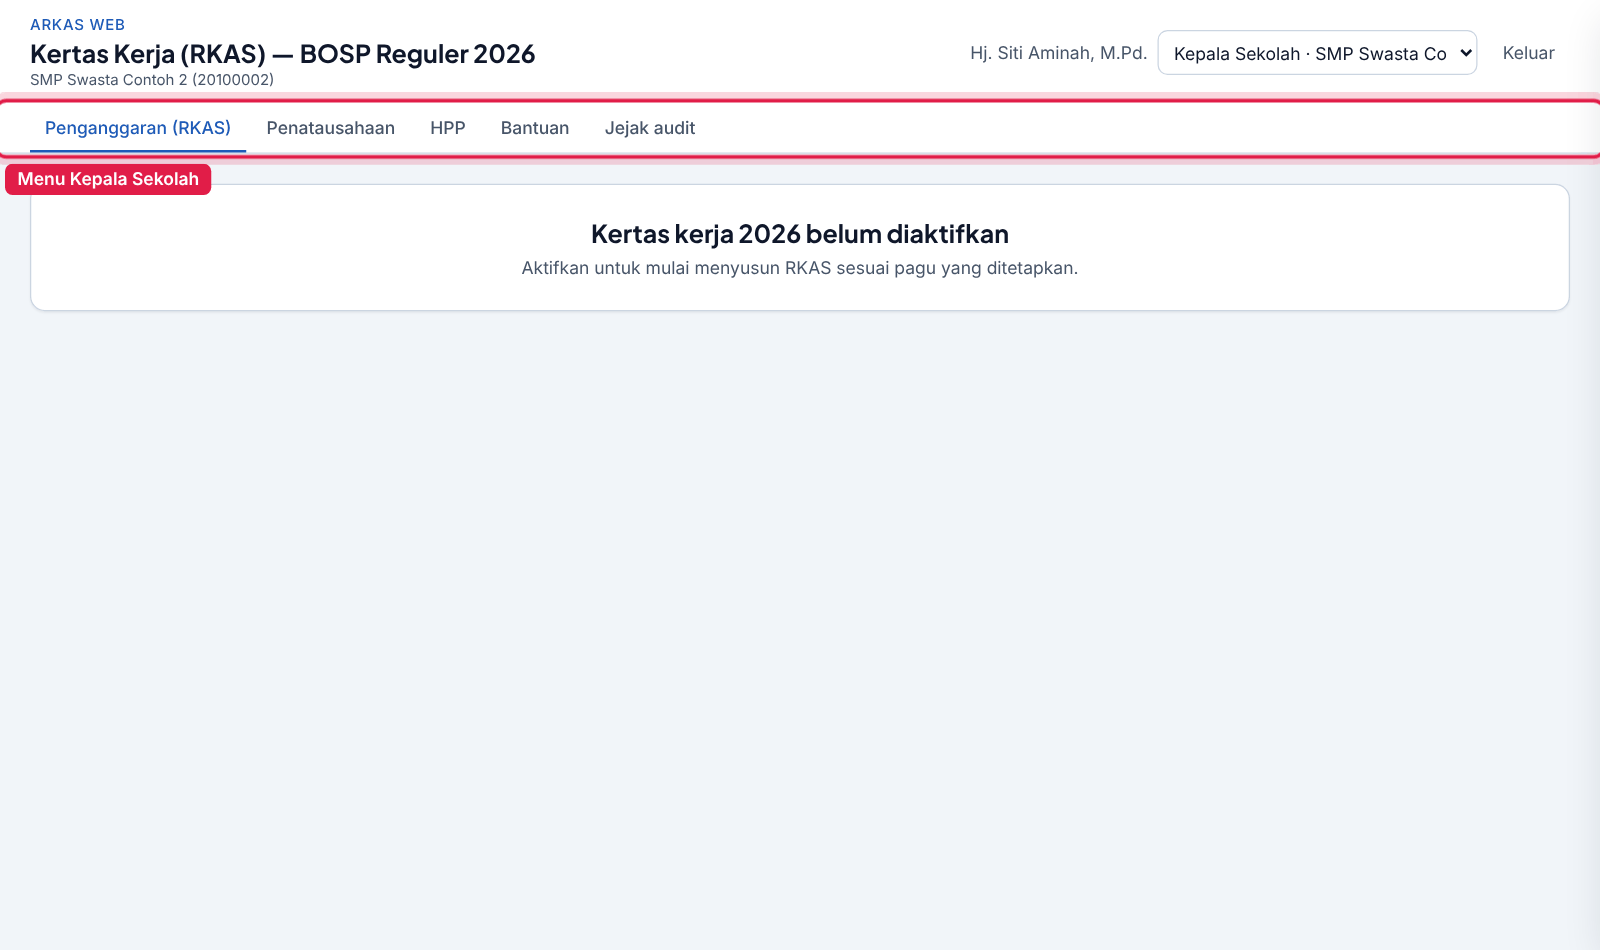 ARKAS WEB
Kertas Kerja (RKAS) — BOSP Reguler 2026
SMP Swasta Contoh 2 (20100002)
Hj. Siti Aminah, M.Pd.
Kepala Sekolah · SMP Swasta Co
Keluar
Penganggaran (RKAS) Penatausahaan HPP Bantuan Jejak audit
Menu Kepala Sekolah
Kertas kerja 2026 belum diaktifkan
Aktifkan untuk mulai menyusun RKAS sesuai pagu yang ditetapkan.